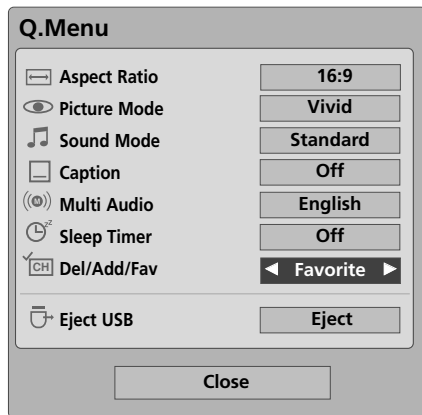 Q.Menu
Aspect Ratio 16:9
Picture Mode Vivid
Sound Mode Standard
Caption Off
(((M))) Multi Audio English
zz Sleep Timer Off
CH Del/Add/Fav ◀ Favorite ▶
Eject USB Eject
Close